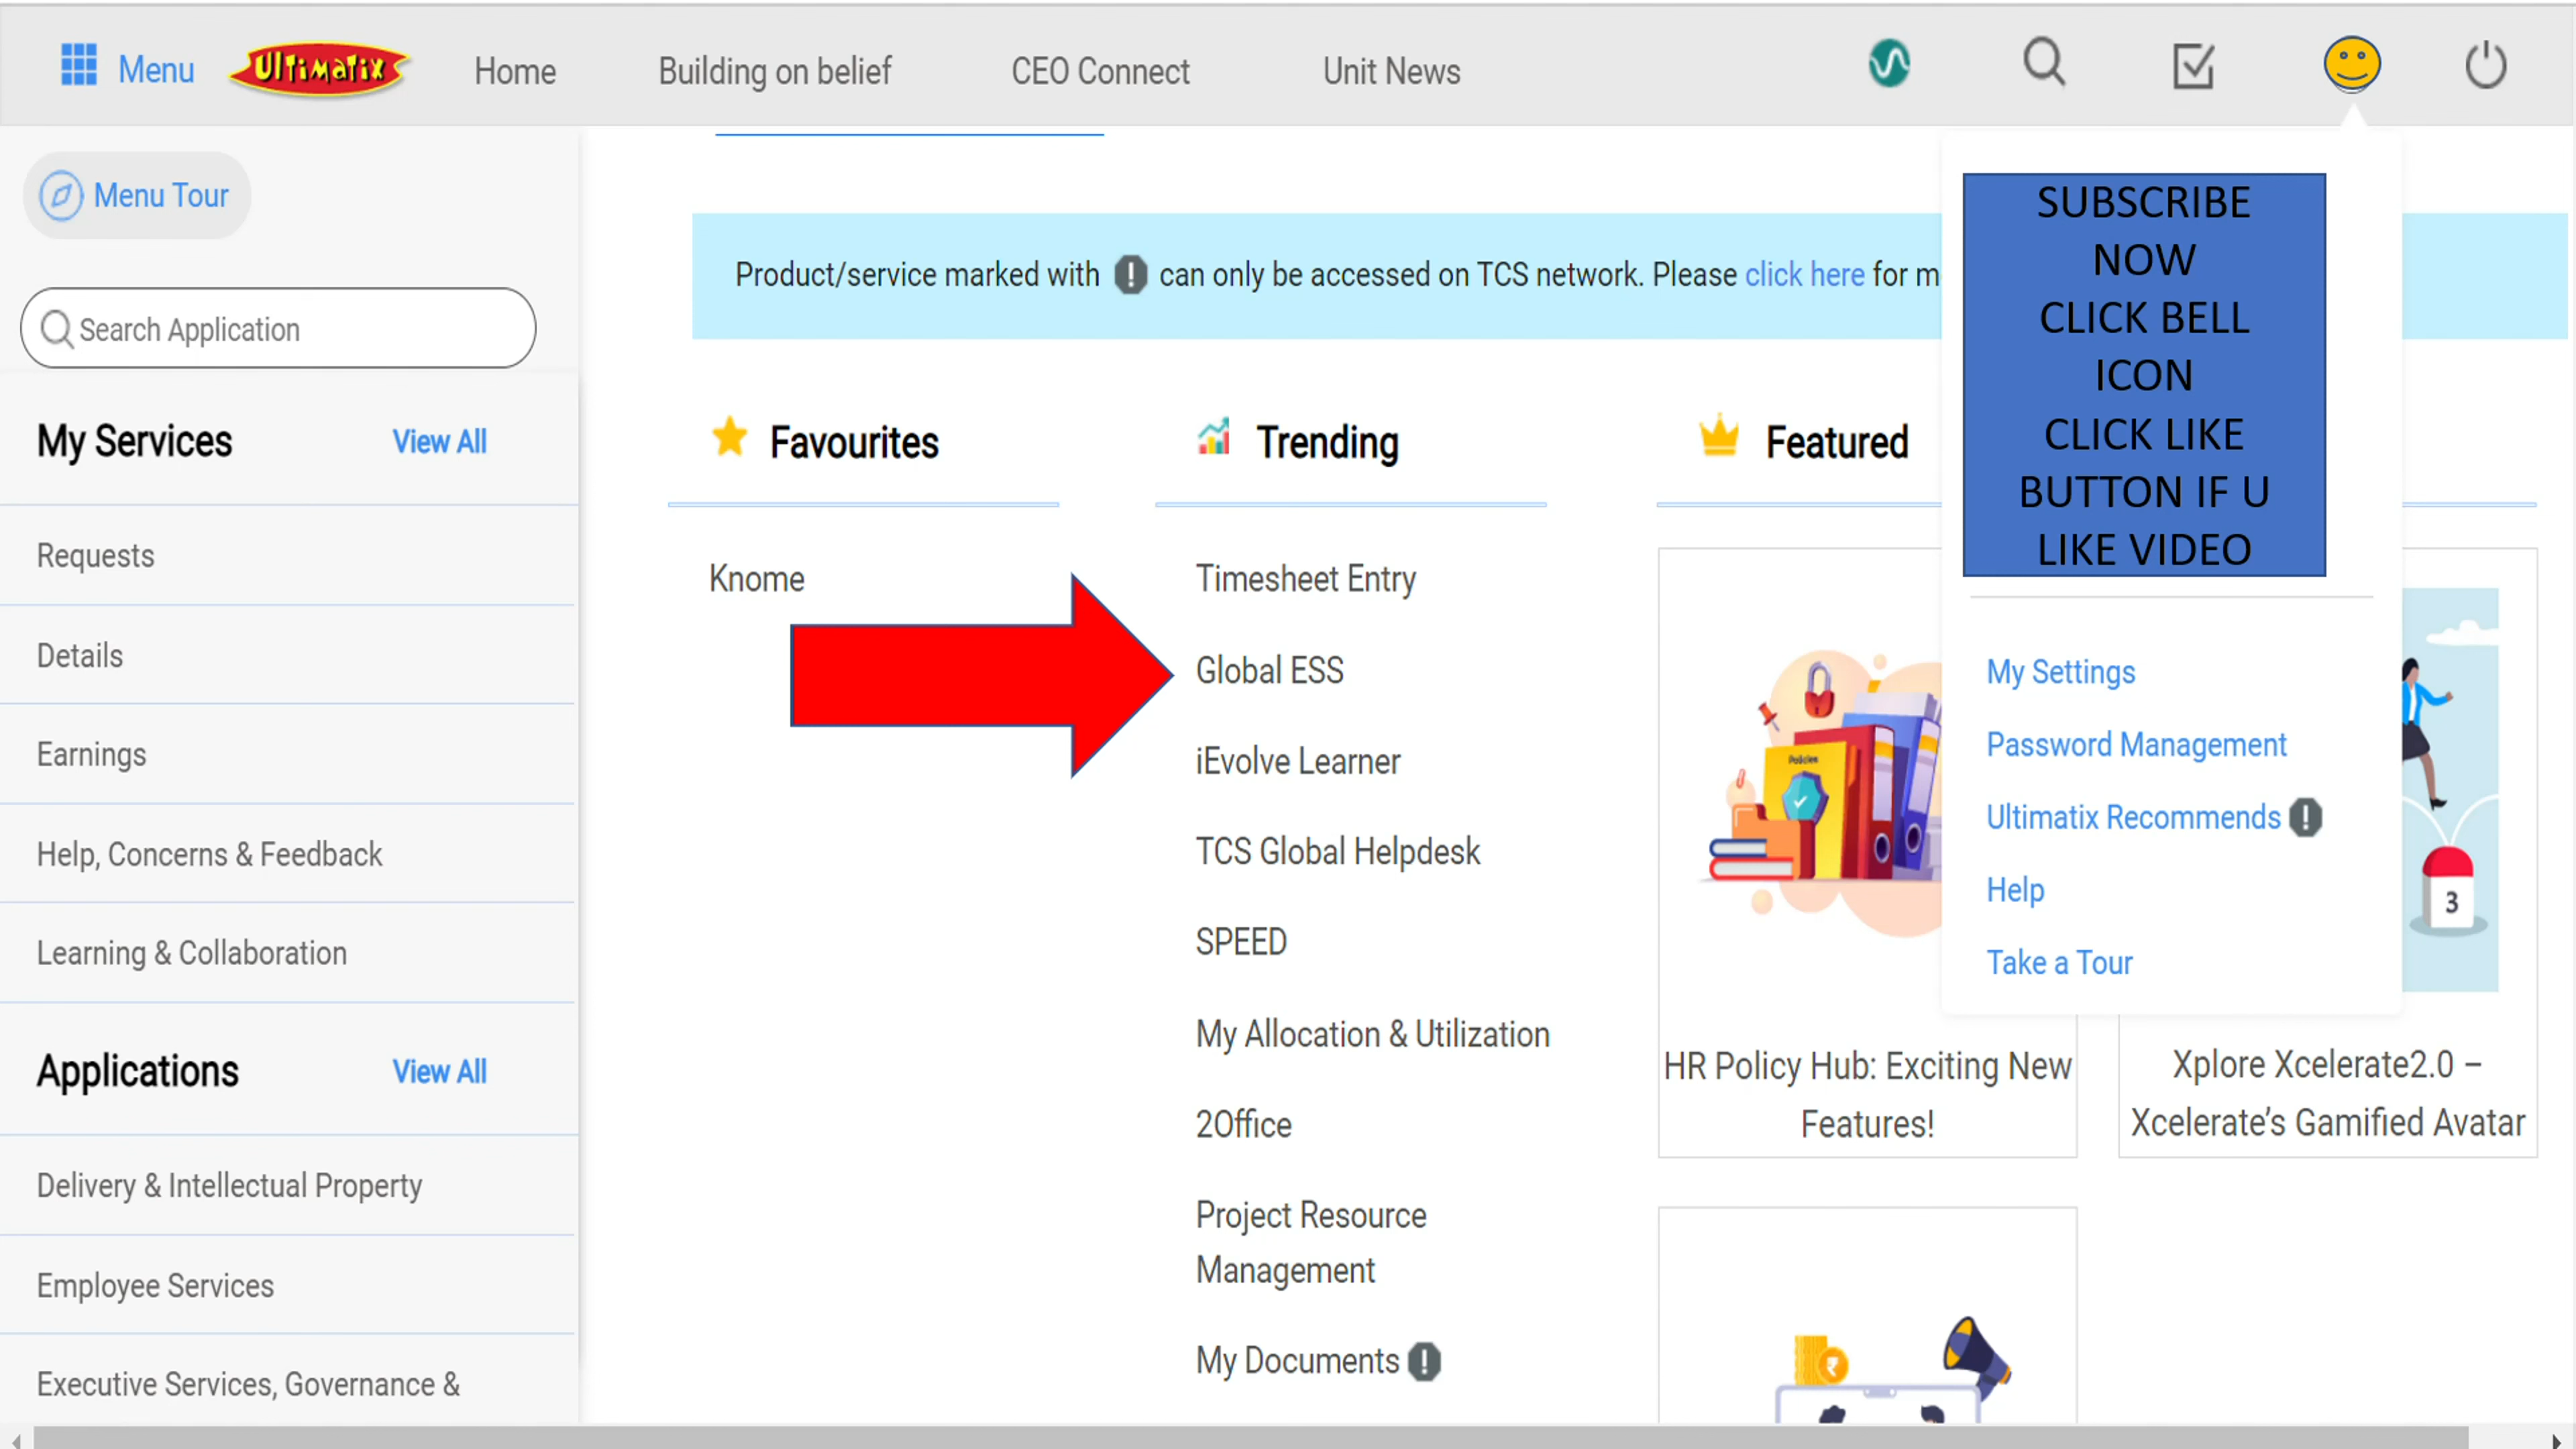 Menu
UlTiMaTix
Home
Building on belief
CEO Connect
Unit News
Menu Tour
Search Application
My Services
View All
Requests
Details
Earnings
Help, Concerns & Feedback
Learning & Collaboration
Applications
View All
Delivery & Intellectual Property
Employee Services
Executive Services, Governance &
Product/service marked with ! can only be accessed on TCS network. Please click here for m
Favourites
Knome
Trending
Timesheet Entry
Global ESS
iEvolve Learner
TCS Global Helpdesk
SPEED
My Allocation & Utilization
2Office
Project Resource
Management
My Documents !
Featured
Policies
HR Policy Hub: Exciting New
Features!
3
Xplore Xcelerate2.0 –
Xcelerate's Gamified Avatar
SUBSCRIBE
NOW
CLICK BELL
ICON
CLICK LIKE
BUTTON IF U
LIKE VIDEO
My Settings
Password Management
Ultimatix Recommends !
Help
Take a Tour